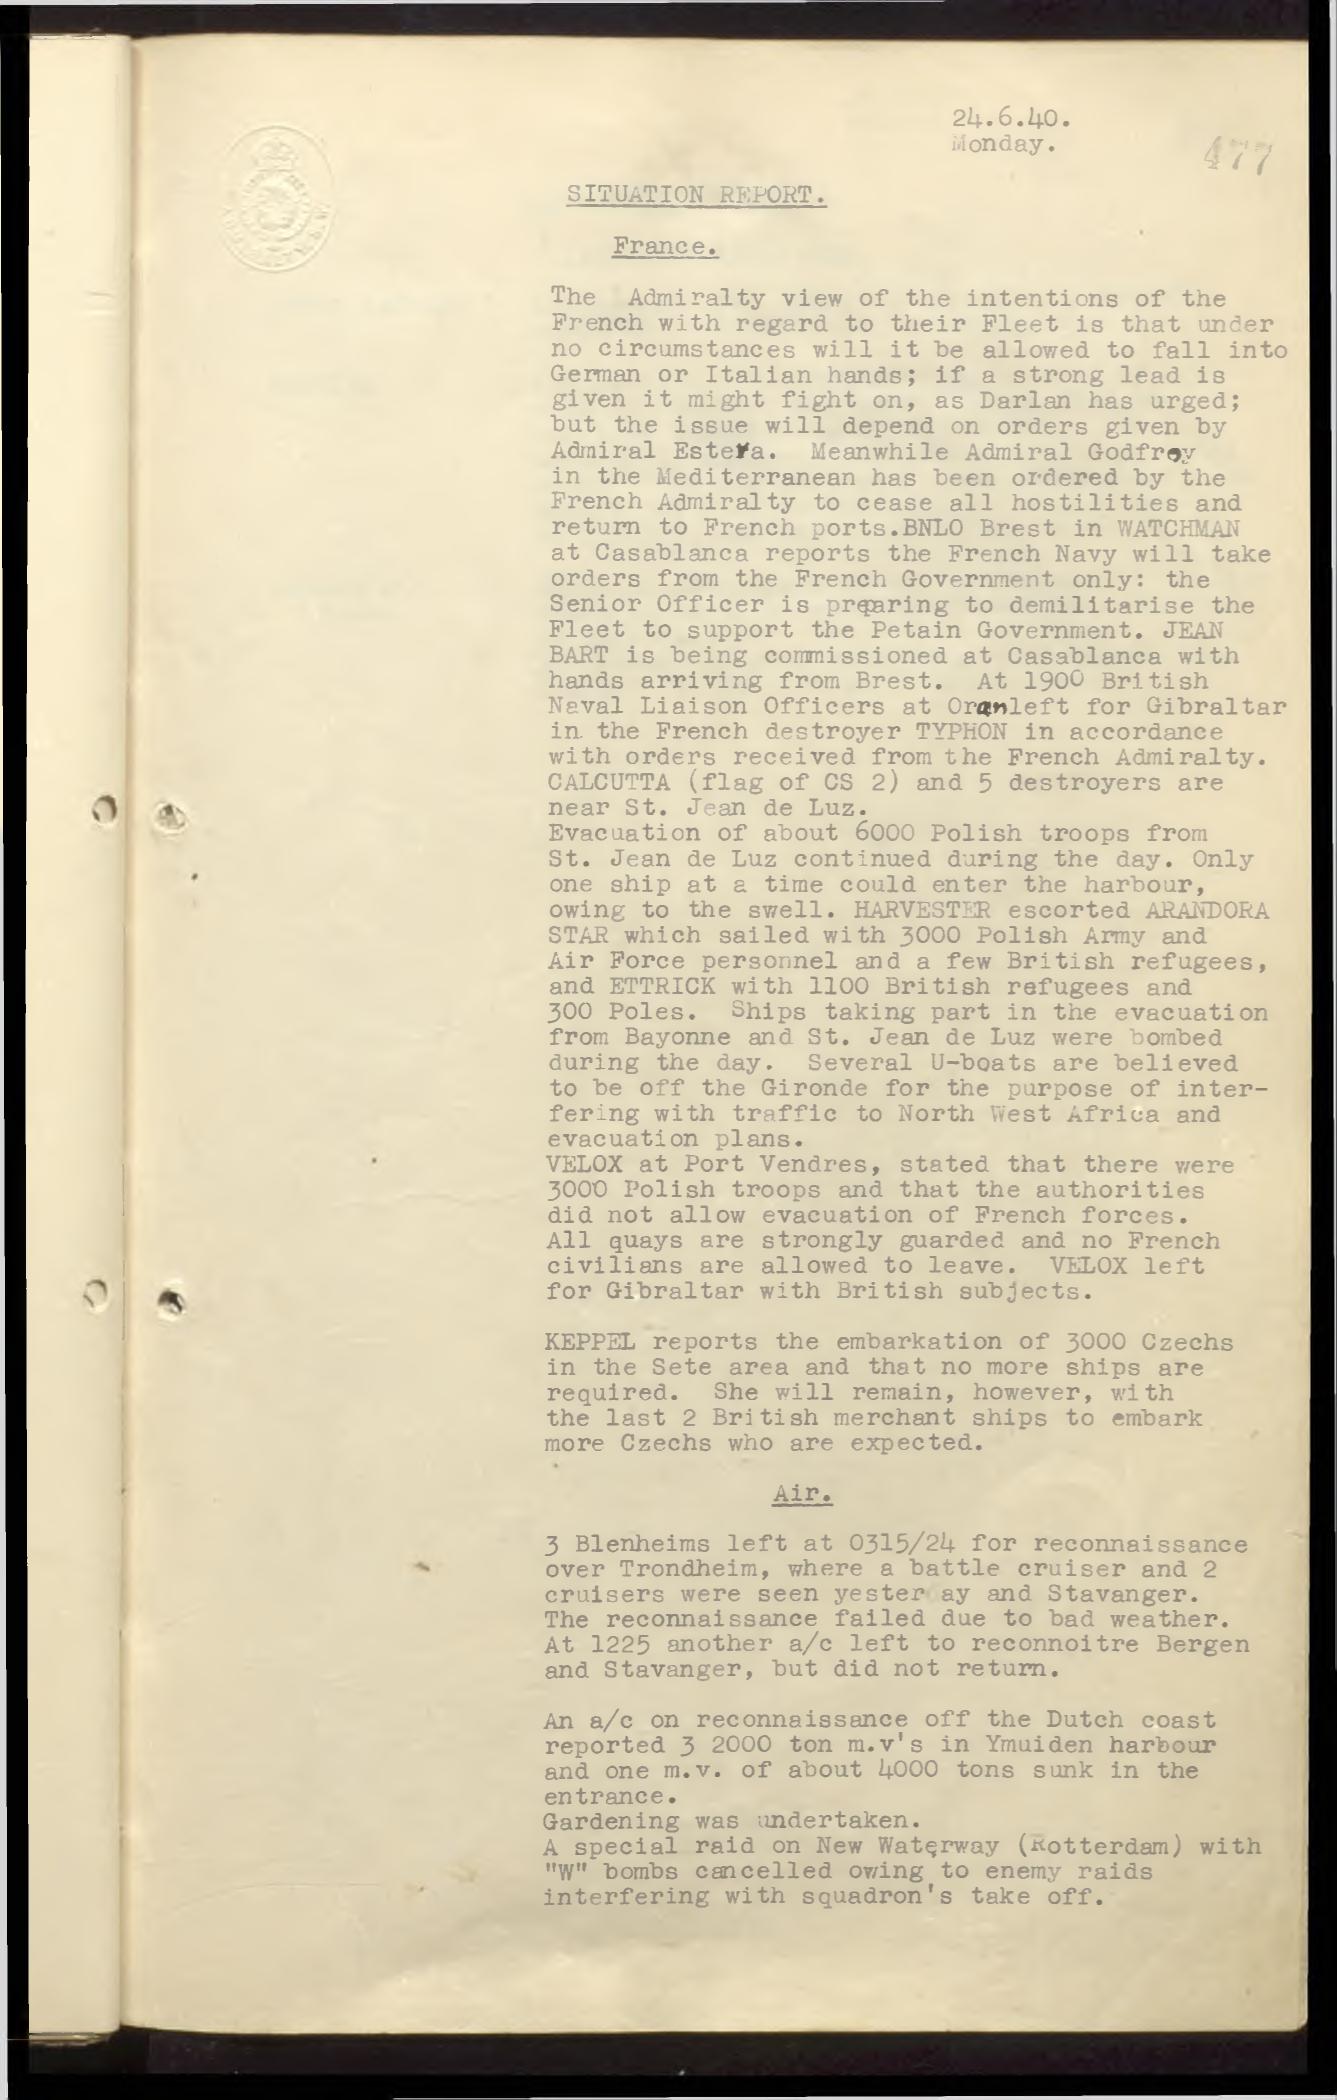 24.6.40.
Monday.
477
SITUATION REPORT.
France.
The Admiralty view of the intentions of the
French with regard to their Fleet is that under
no circumstances will it be allowed to fall into
German or Italian hands; if a strong lead is
given it might fight on, as Darlan has urged;
but the issue will depend on orders given by
Admiral Esteva. Meanwhile Admiral Godfroy
in the Mediterranean has been ordered by the
French Admiralty to cease all hostilities and
return to French ports.BNLO Brest in WATCHMAN
at Casablanca reports the French Navy will take
orders from the French Government only: the
Senior Officer is preparing to demilitarise the
Fleet to support the Petain Government. JEAN
BART is being commissioned at Casablanca with
hands arriving from Brest. At 1900 British
Naval Liaison Officers at Oran left for Gibraltar
in the French destroyer TYPHON in accordance
with orders received from the French Admiralty.
CALCUTTA (flag of CS 2) and 5 destroyers are
near St. Jean de Luz.
Evacuation of about 6000 Polish troops from
St. Jean de Luz continued during the day. Only
one ship at a time could enter the harbour,
owing to the swell. HARVESTER escorted ARANDORA
STAR which sailed with 3000 Polish Army and
Air Force personnel and a few British refugees,
and ETTRICK with 1100 British refugees and
300 Poles. Ships taking part in the evacuation
from Bayonne and St. Jean de Luz were bombed
during the day. Several U-boats are believed
to be off the Gironde for the purpose of inter-
fering with traffic to North West Africa and
evacuation plans.
VELOX at Port Vendres, stated that there were
3000 Polish troops and that the authorities
did not allow evacuation of French forces.
All quays are strongly guarded and no French
civilians are allowed to leave. VELOX left
for Gibraltar with British subjects.
KEPPEL reports the embarkation of 3000 Czechs
in the Sete area and that no more ships are
required. She will remain, however, with
the last 2 British merchant ships to embark
more Czechs who are expected.
Air.
3 Blenheims left at 0315/24 for reconnaissance
over Trondheim, where a battle cruiser and 2
cruisers were seen yester ay and Stavanger.
The reconnaissance failed due to bad weather.
At 1225 another a/c left to reconnoitre Bergen
and Stavanger, but did not return.
An a/c on reconnaissance off the Dutch coast
reported 3 2000 ton m.v's in Ymuiden harbour
and one m.v. of about 4000 tons sunk in the
entrance.
Gardening was undertaken.
A special raid on New Waterway (Rotterdam) with
"W" bombs cancelled owing to enemy raids
interfering with squadron's take off.